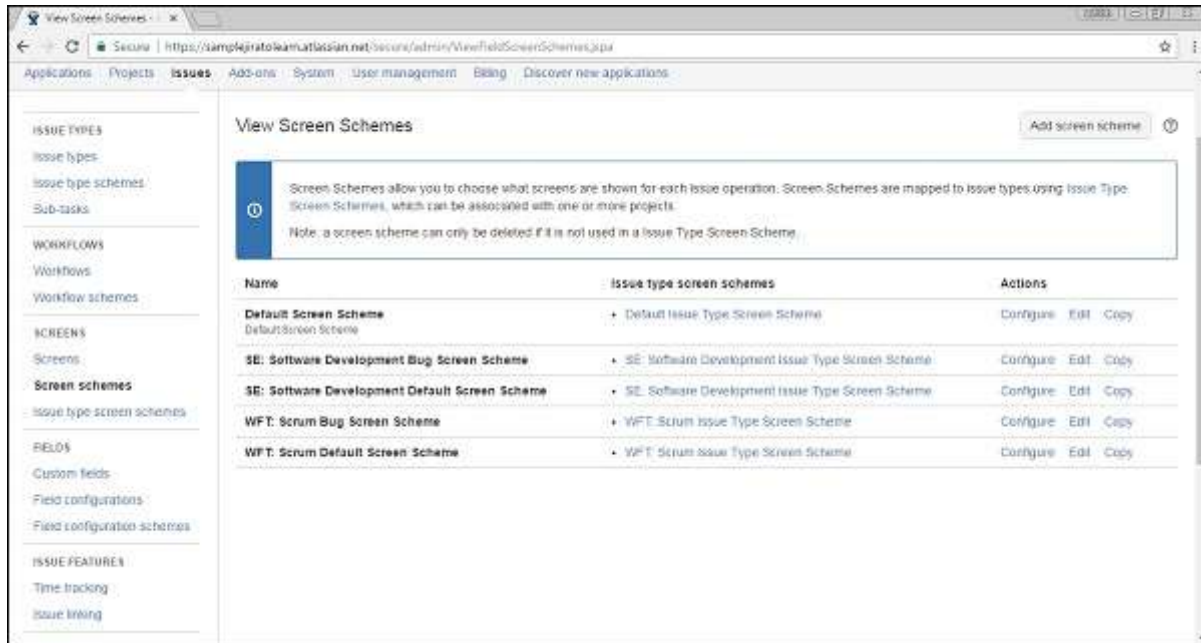 View Screen Schemes -
Secure | https://samplejiratolearn.atlassian.net/secure/admin/ViewFieldScreenSchemes.jspa
Applications Projects Issues Add-ons System User management Billing Discover new applications
ISSUE TYPES
Issue types
Issue type schemes
Sub-tasks
WORKFLOWS
Workflows
Workflow schemes
SCREENS
Screens
Screen schemes
Issue type screen schemes
FIELDS
Custom fields
Field configurations
Field configuration schemes
ISSUE FEATURES
Time tracking
Issue linking
View Screen Schemes
Add screen scheme
Screen Schemes allow you to choose what screens are shown for each issue operation. Screen Schemes are mapped to issue types using Issue Type
Screen Schemes, which can be associated with one or more projects.
Note: a screen scheme can only be deleted if it is not used in a Issue Type Screen Scheme.
Name Issue type screen schemes Actions
Default Screen Scheme • Default Issue Type Screen Scheme Configure Edit Copy
Default Screen Scheme
SE: Software Development Bug Screen Scheme • SE: Software Development Issue Type Screen Scheme Configure Edit Copy
SE: Software Development Default Screen Scheme • SE: Software Development Issue Type Screen Scheme Configure Edit Copy
WFT: Scrum Bug Screen Scheme • WFT: Scrum Issue Type Screen Scheme Configure Edit Copy
WFT: Scrum Default Screen Scheme • WFT: Scrum Issue Type Screen Scheme Configure Edit Copy